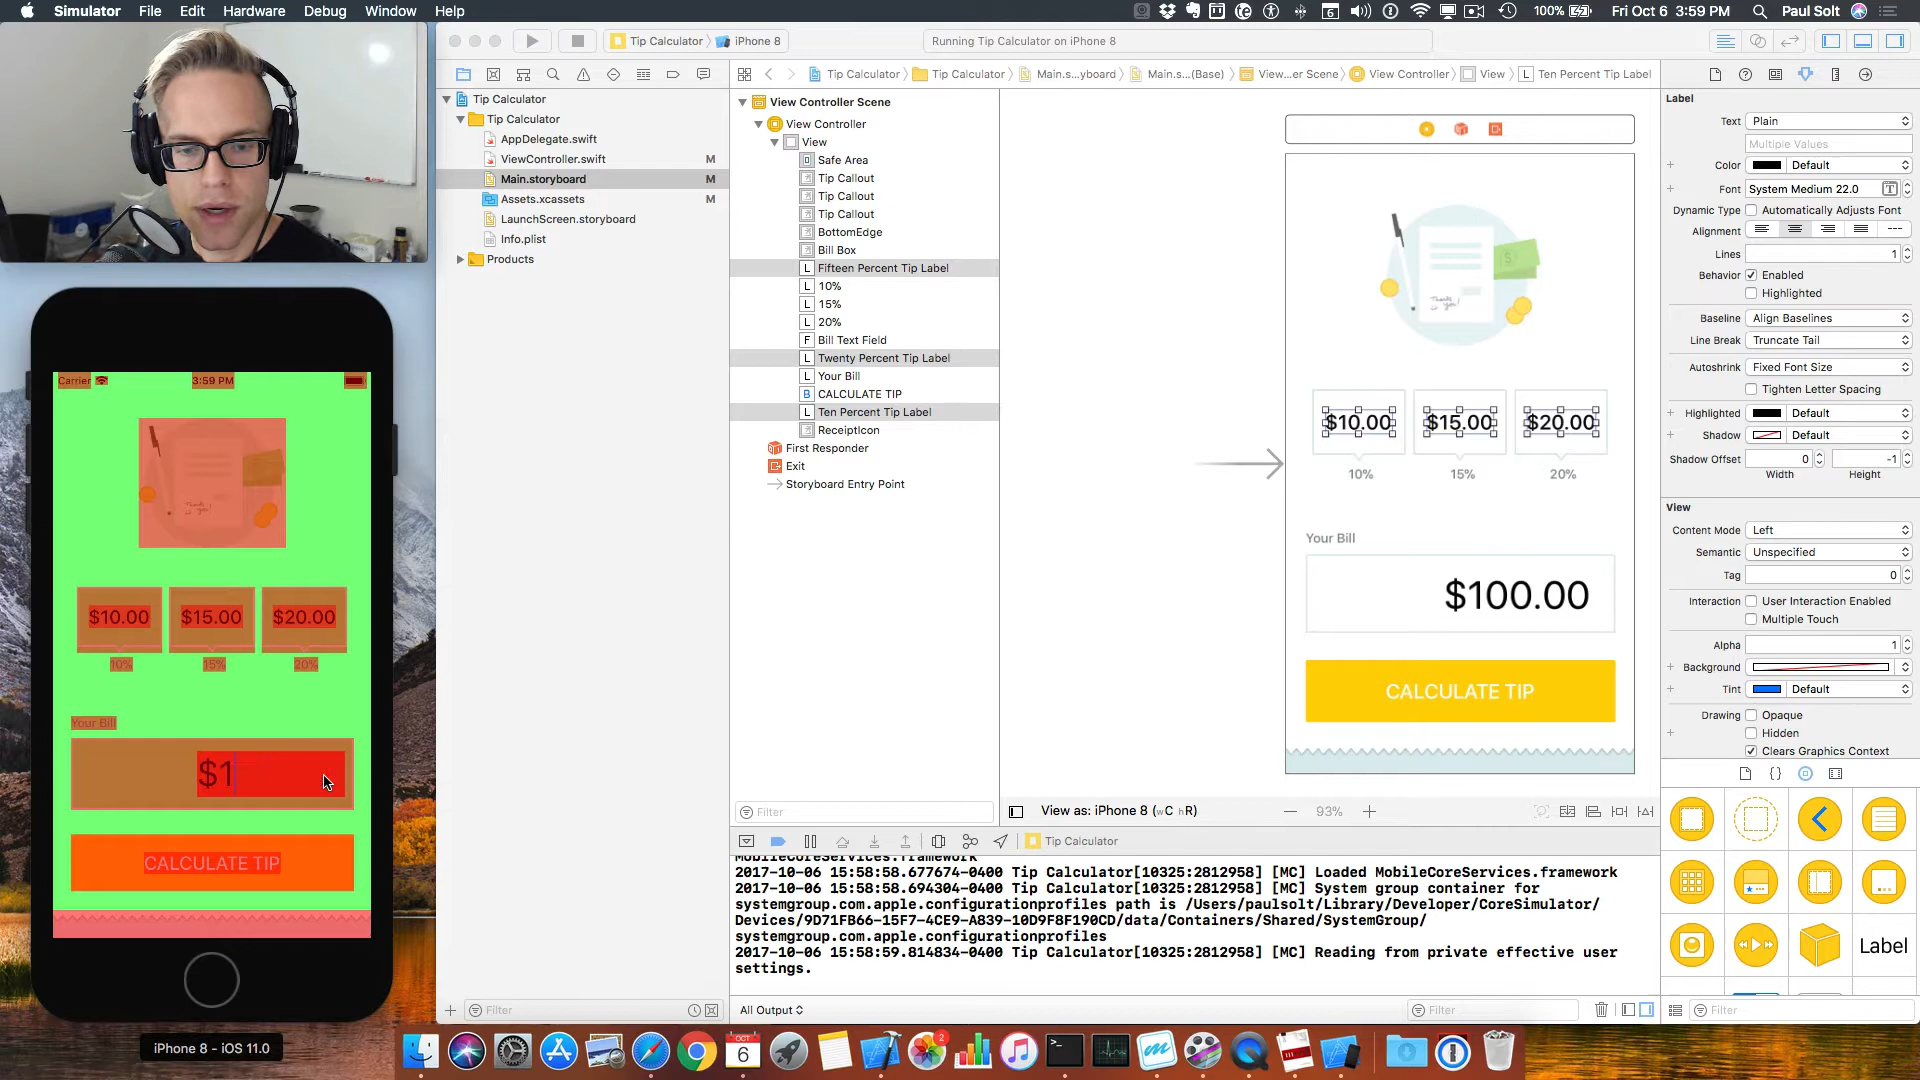 Simulator File Edit Hardware Debug Window Help
100% Fri Oct 6 3:59 PM Paul Solt
Tip Calculator iPhone 8
Running Tip Calculator on iPhone 8
Tip Calculator Tip Calculator Main.s...yboard Main.s...(Base) View...er Scene View Controller View Ten Percent Tip Label
Tip Calculator
Tip Calculator
AppDelegate.swift
ViewController.swift M
Main.storyboard M
Assets.xcassets M
LaunchScreen.storyboard
Info.plist
Products
View Controller Scene
View Controller
View
Safe Area
Tip Callout
Tip Callout
Tip Callout
BottomEdge
Bill Box
Fifteen Percent Tip Label
10%
15%
20%
Bill Text Field
Twenty Percent Tip Label
Your Bill
CALCULATE TIP
Ten Percent Tip Label
ReceiptIcon
First Responder
Exit
Storyboard Entry Point
Thanks you!
$10.00 $15.00 $20.00
10% 15% 20%
Your Bill
$100.00
CALCULATE TIP
Label
Text Plain
Multiple Values
Color Default
Font System Medium 22.0
Dynamic Type Automatically Adjusts Font
Alignment
Lines 1
Behavior Enabled
Highlighted
Baseline Align Baselines
Line Break Truncate Tail
Autoshrink Fixed Font Size
Tighten Letter Spacing
Highlighted Default
Shadow Default
Shadow Offset 0 -1
Width Height
View
Content Mode Left
Semantic Unspecified
Tag 0
Interaction User Interaction Enabled
Multiple Touch
Alpha 1
Background
Tint Default
Drawing Opaque
Hidden
Clears Graphics Context
Label
Filter
Carrier 3:59 PM
Thanks you!
$10.00 $15.00 $20.00
10% 15% 20%
Your Bill
$1
CALCULATE TIP
iPhone 8 - iOS 11.0
Filter
Filter
View as: iPhone 8 (wC hR) 93%
Tip Calculator
MobileCoreServices.framework
2017-10-06 15:58:58.677674-0400 Tip Calculator[10325:2812958] [MC] Loaded MobileCoreServices.framework
2017-10-06 15:58:58.694304-0400 Tip Calculator[10325:2812958] [MC] System group container for
systemgroup.com.apple.configurationprofiles path is /Users/paulsolt/Library/Developer/CoreSimulator/
Devices/9D71FB66-15F7-4CE9-A839-10D9F8F190CD/data/Containers/Shared/SystemGroup/
systemgroup.com.apple.configurationprofiles
2017-10-06 15:58:59.814834-0400 Tip Calculator[10325:2812958] [MC] Reading from private effective user
settings.
All Output Filter
OCT
6
2